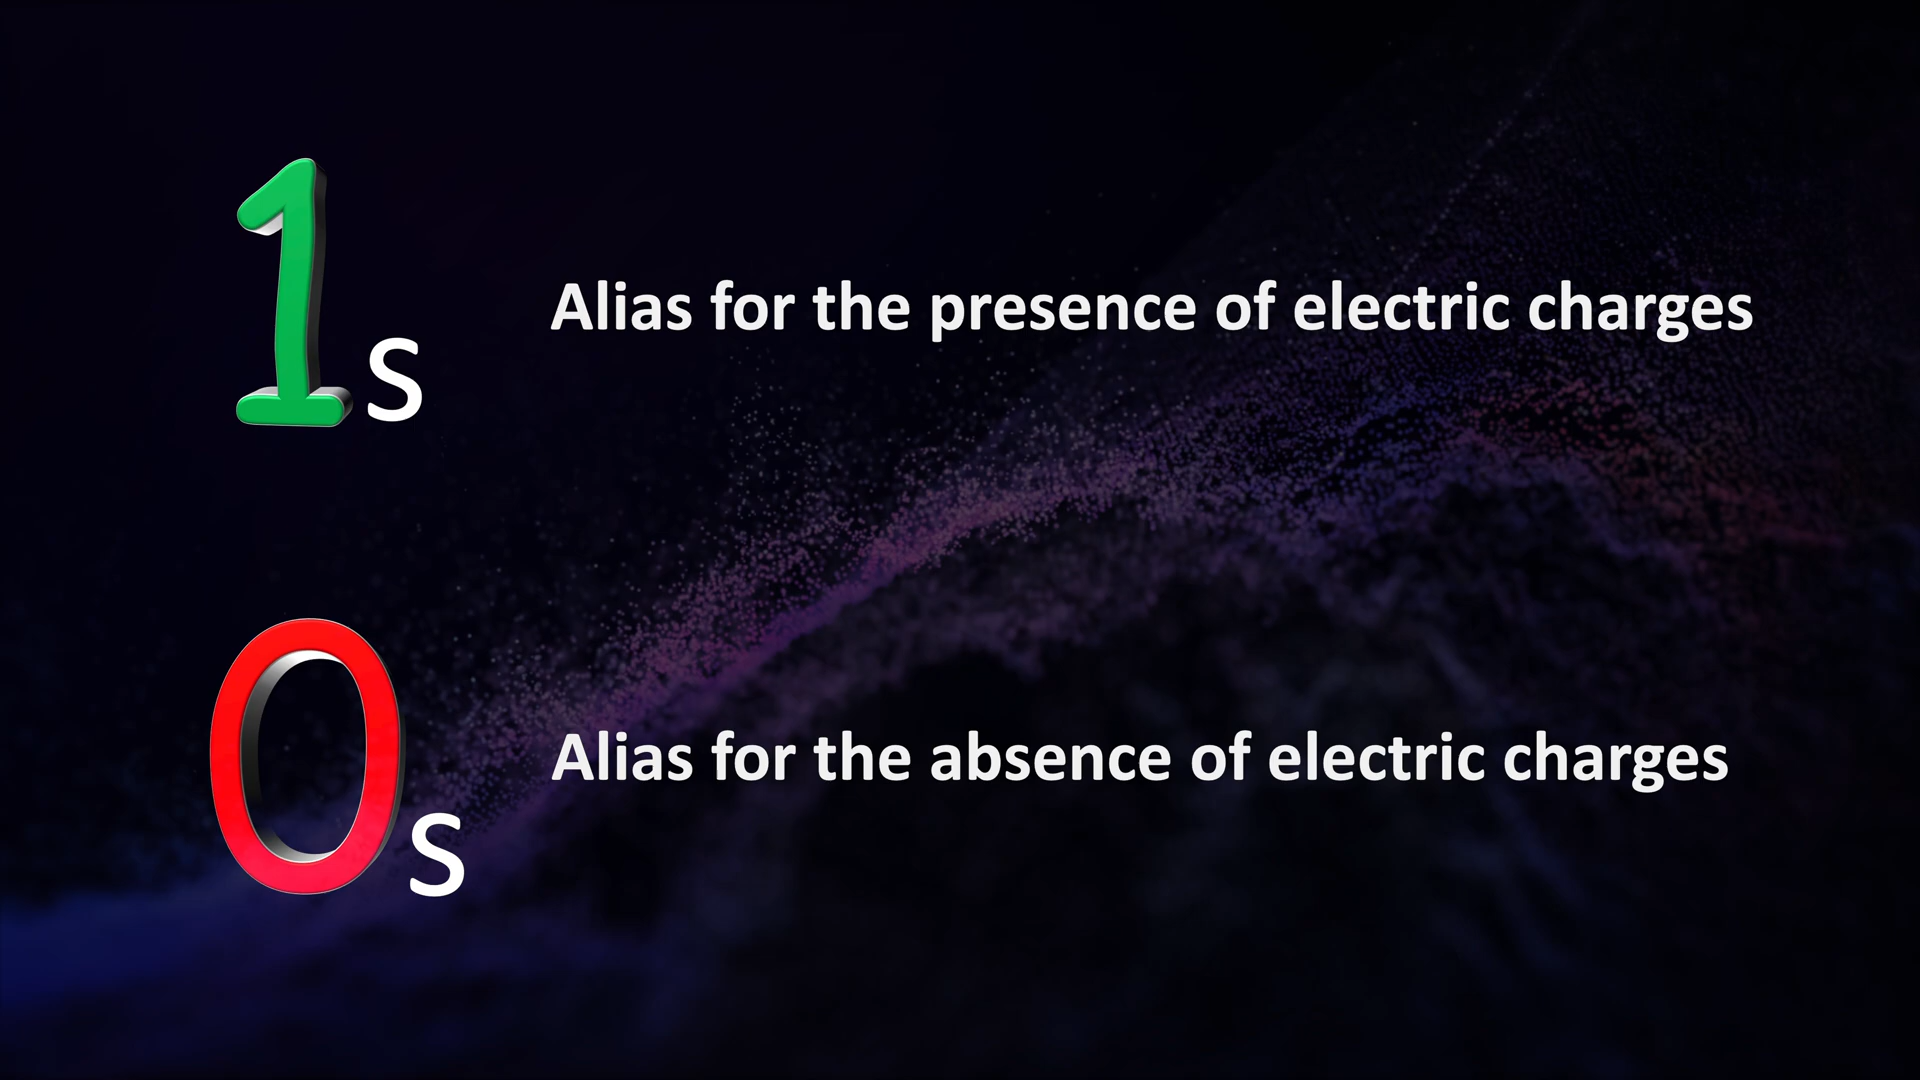 1s
Alias for the presence of electric charges
0s
Alias for the absence of electric charges